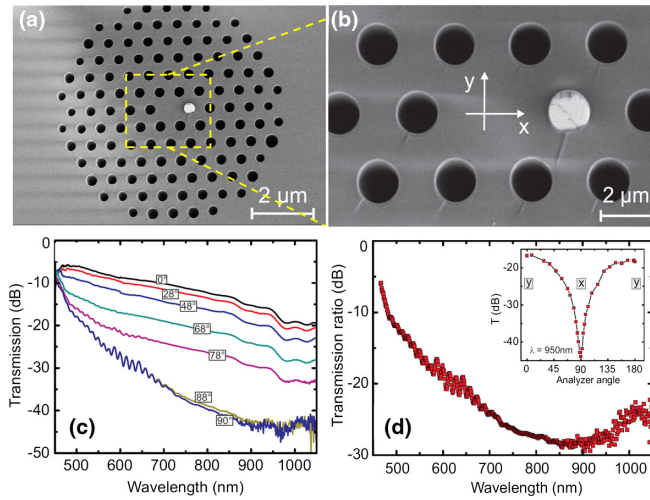 (a)
2 µm
(b)
y
x
2 µm
Transmission (dB)
0
-10
-20
-30
-40
-50
0°
28°
48°
68°
78°
88°
90°
(c)
500 600 700 800 900 1000
Wavelength (nm)
Transmission ratio (dB)
0
-10
-20
-30
(d)
500 600 700 800 900 1000
Wavelength (nm)
T (dB)
-20
-30
-40
y x y
λ = 950nm
0 45 90 135 180
Analyzer angle